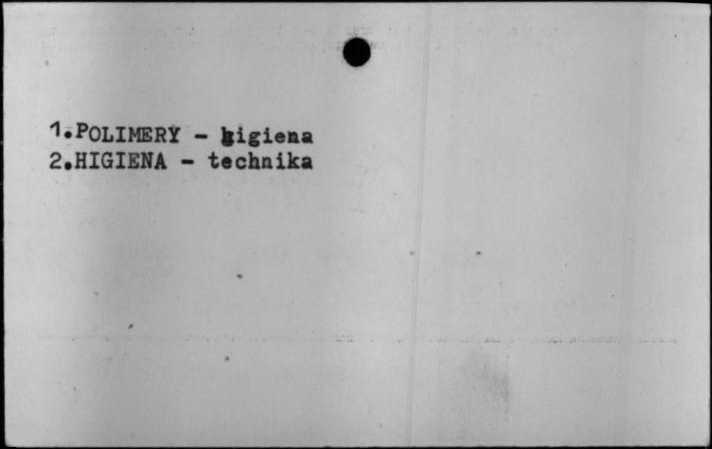 1.POLIMERY - higiena
2.HIGIENA - technika